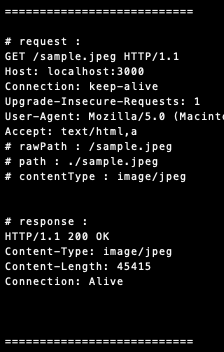 ===========================
# request :
GET /sample.jpeg HTTP/1.1
Host: localhost:3000
Connection: keep-alive
Upgrade-Insecure-Requests: 1
User-Agent: Mozilla/5.0 (Macint
Accept: text/html,a
# rawPath : /sample.jpeg
# path : ./sample.jpeg
# contentType : image/jpeg
# response :
HTTP/1.1 200 OK
Content-Type: image/jpeg
Content-Length: 45415
Connection: Alive
===========================